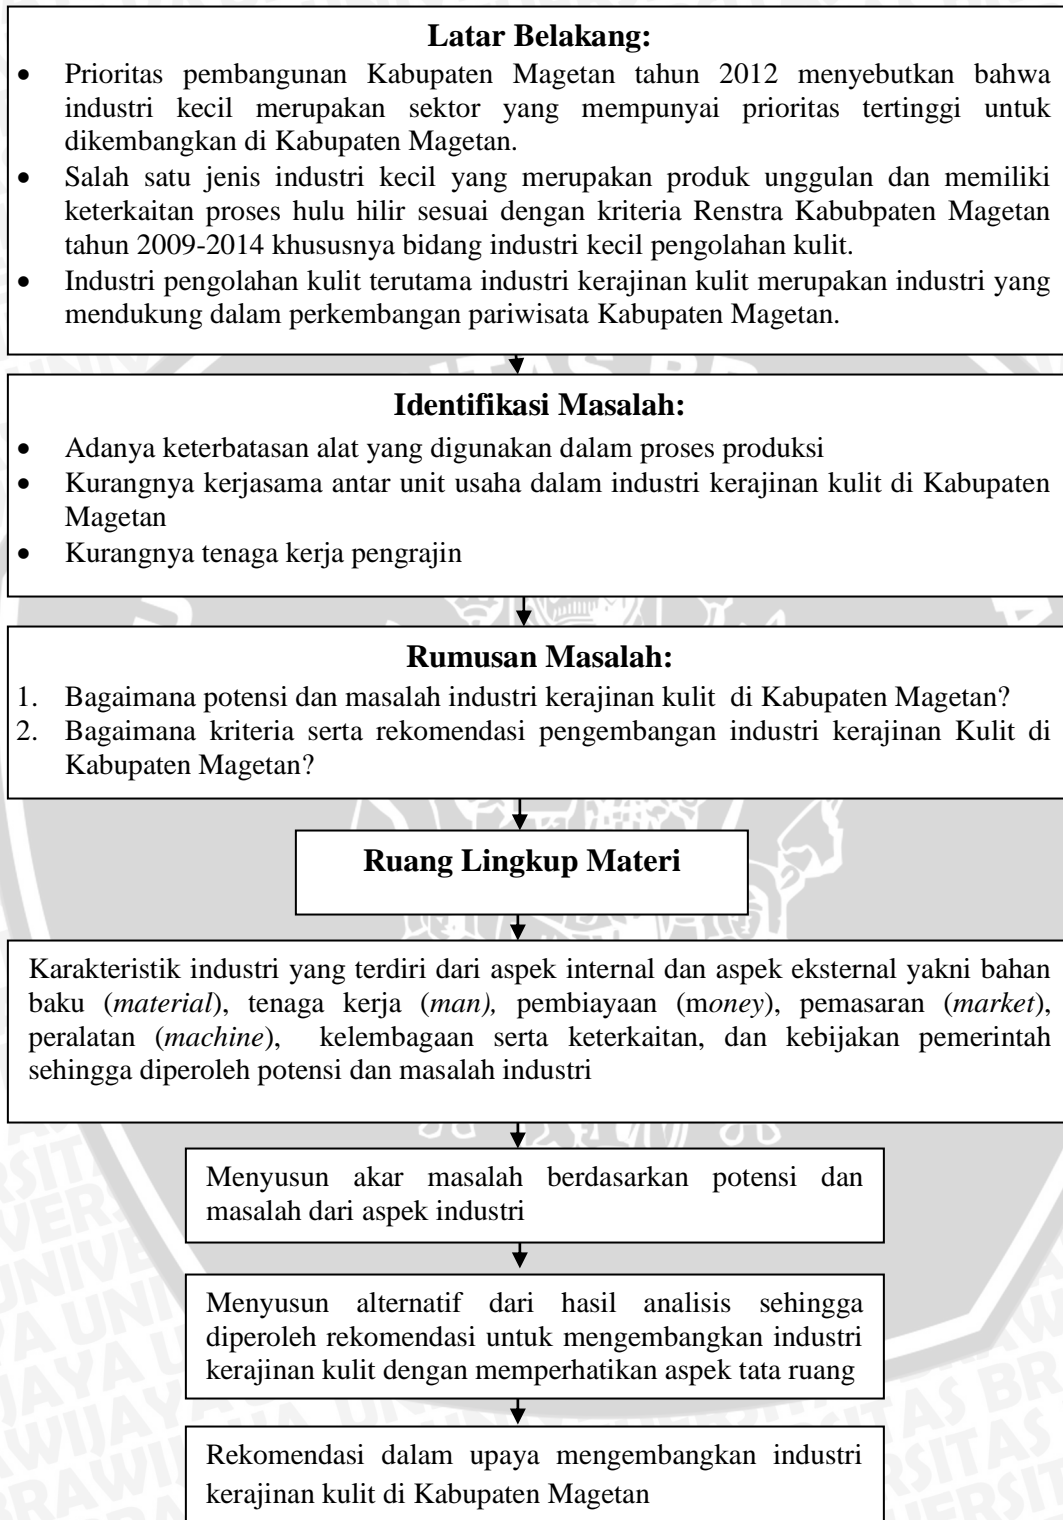 Latar Belakang:
• Prioritas pembangunan Kabupaten Magetan tahun 2012 menyebutkan bahwa
industri kecil merupakan sektor yang mempunyai prioritas tertinggi untuk
dikembangkan di Kabupaten Magetan.
• Salah satu jenis industri kecil yang merupakan produk unggulan dan memiliki
keterkaitan proses hulu hilir sesuai dengan kriteria Renstra Kabubpaten Magetan
tahun 2009-2014 khususnya bidang industri kecil pengolahan kulit.
• Industri pengolahan kulit terutama industri kerajinan kulit merupakan industri yang
mendukung dalam perkembangan pariwisata Kabupaten Magetan.
Identifikasi Masalah:
• Adanya keterbatasan alat yang digunakan dalam proses produksi
• Kurangnya kerjasama antar unit usaha dalam industri kerajinan kulit di Kabupaten
Magetan
• Kurangnya tenaga kerja pengrajin
Rumusan Masalah:
1. Bagaimana potensi dan masalah industri kerajinan kulit di Kabupaten Magetan?
2. Bagaimana kriteria serta rekomendasi pengembangan industri kerajinan Kulit di
Kabupaten Magetan?
Ruang Lingkup Materi
Karakteristik industri yang terdiri dari aspek internal dan aspek eksternal yakni bahan
baku (material), tenaga kerja (man), pembiayaan (money), pemasaran (market),
peralatan (machine), kelembagaan serta keterkaitan, dan kebijakan pemerintah
sehingga diperoleh potensi dan masalah industri
Menyusun akar masalah berdasarkan potensi dan
masalah dari aspek industri
Menyusun alternatif dari hasil analisis sehingga
diperoleh rekomendasi untuk mengembangkan industri
kerajinan kulit dengan memperhatikan aspek tata ruang
Rekomendasi dalam upaya mengembangkan industri
kerajinan kulit di Kabupaten Magetan